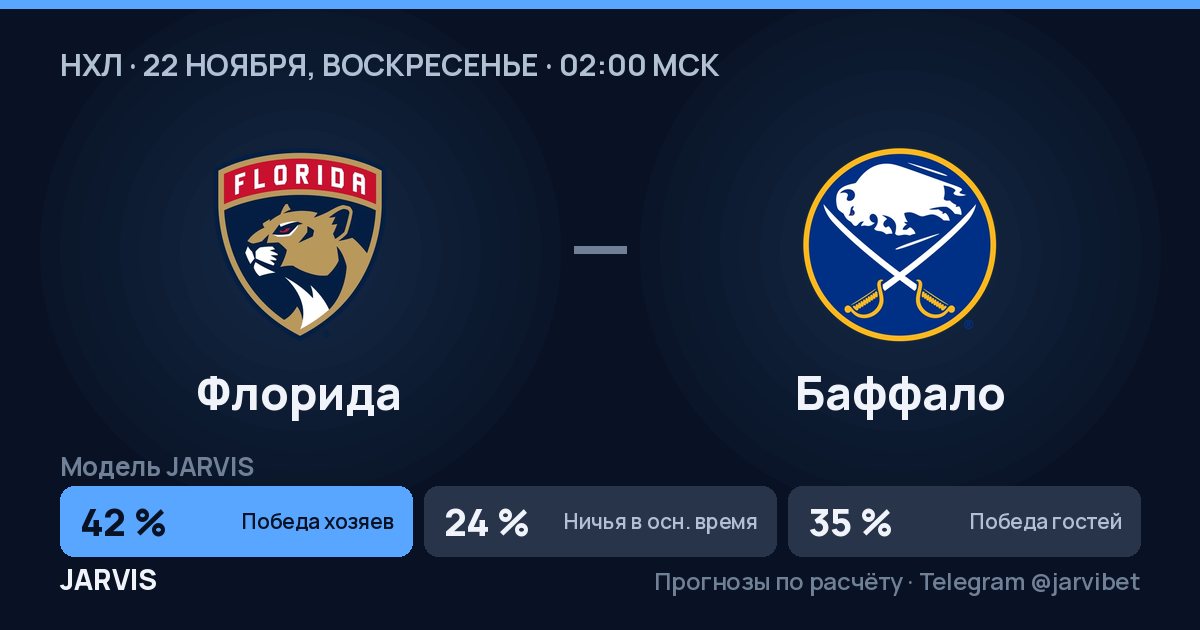 НХЛ · 22 НОЯБРЯ, ВОСКРЕСЕНЬЕ · 02:00 МСК
FLORIDA
®
Флорида
Баффало
Модель JARVIS
42 % Победа хозяев
24 % Ничья в осн. время
35 % Победа гостей
JARVIS
Прогнозы по расчёту · Telegram @jarvibet